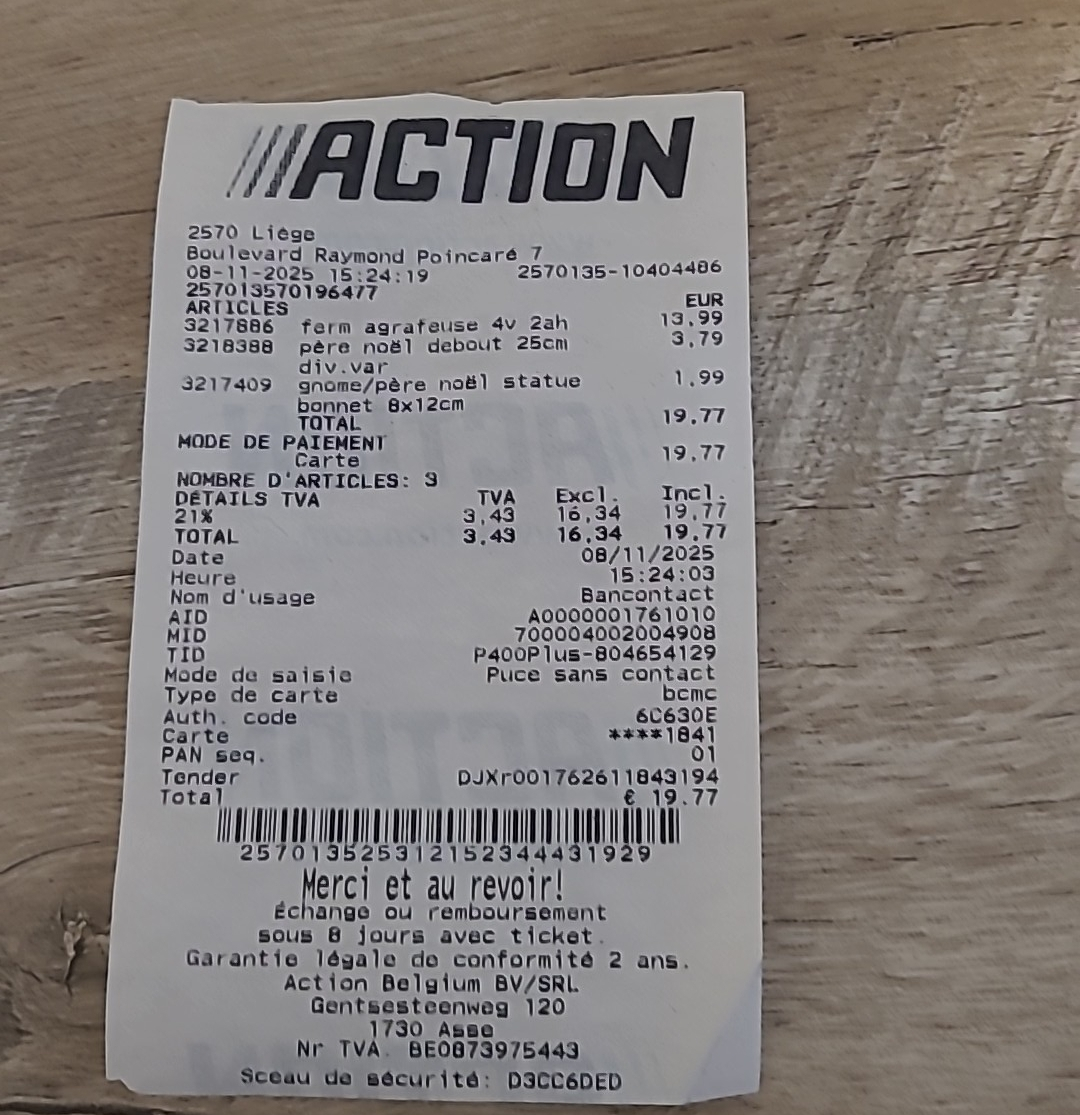 ///ACTION
2570 Liège
Boulevard Raymond Poincaré 7
08-11-2025 15:24:19 2570135-10404486
257013570196477
ARTICLES EUR
3217886 ferm agrafeuse 4v 2ah 13,99
3218388 père noël debout 25cm 3,79
div.var
3217409 gnome/père noël statue 1,99
bonnet 8x12cm
TOTAL 19,77
MODE DE PAIEMENT
Carte 19,77
NOMBRE D'ARTICLES: 3
DÉTAILS TVA TVA Excl. Incl.
21% 3,43 16,34 19,77
TOTAL 3,43 16,34 19,77
Date 08/11/2025
Heure 15:24:03
Nom d'usage Bancontact
AID A0000001761010
MID 700004002004908
TID P400Plus-804654129
Mode de saisie Puce sans contact
Type de carte bcmc
Auth. code 6C630E
Carte ****1841
PAN seq. 01
Tender DJXr001762611843194
Total € 19.77
257013525312152344431929
Merci et au revoir!
Échange ou remboursement
sous 8 jours avec ticket.
Garantie légale de conformité 2 ans.
Action Belgium BV/SRL
Gentsesteenweg 120
1730 Asse
Nr TVA. BE0873975443
Sceau de sécurité: D3CC6DED